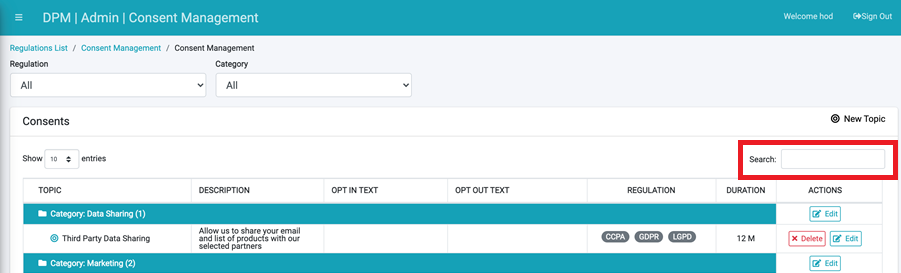 DPM | Admin | Consent Management
Welcome hod
Sign Out
Regulations List / Consent Management / Consent Management
Regulation
Category
All
All
Consents
New Topic
Show 10 entries
Search:
TOPIC DESCRIPTION OPT IN TEXT OPT OUT TEXT REGULATION DURATION ACTIONS
Category: Data Sharing (1)
Edit
Third Party Data Sharing
Allow us to share your email
and list of products with our
selected partners
CCPA GDPR LGPD
12 M
Delete Edit
Category: Marketing (2)
Edit